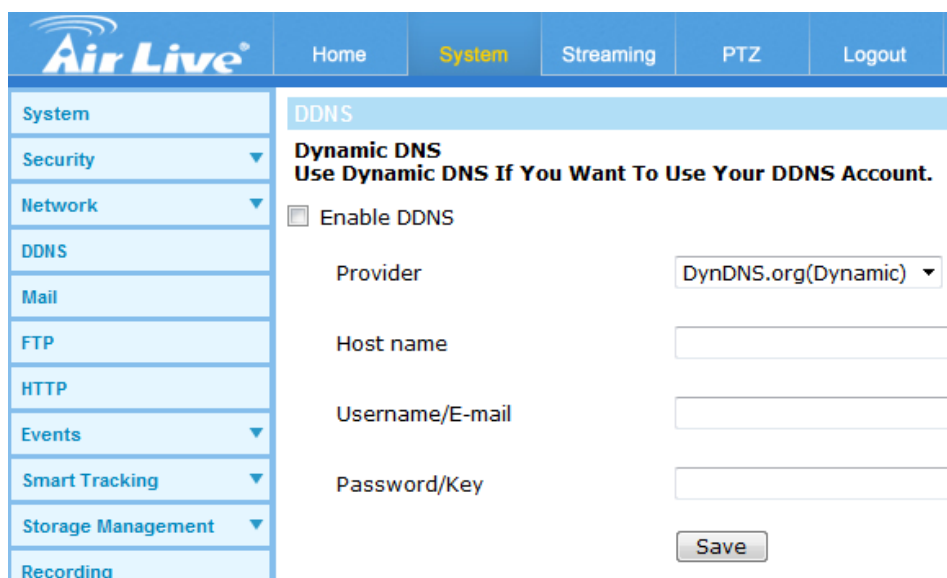 Air Live®
Home System Streaming PTZ Logout
System
Security
Network
DDNS
Mail
FTP
HTTP
Events
Smart Tracking
Storage Management
Recording
DDNS
Dynamic DNS
Use Dynamic DNS If You Want To Use Your DDNS Account.
Enable DDNS
Provider DynDNS.org(Dynamic)
Host name
Username/E-mail
Password/Key
Save